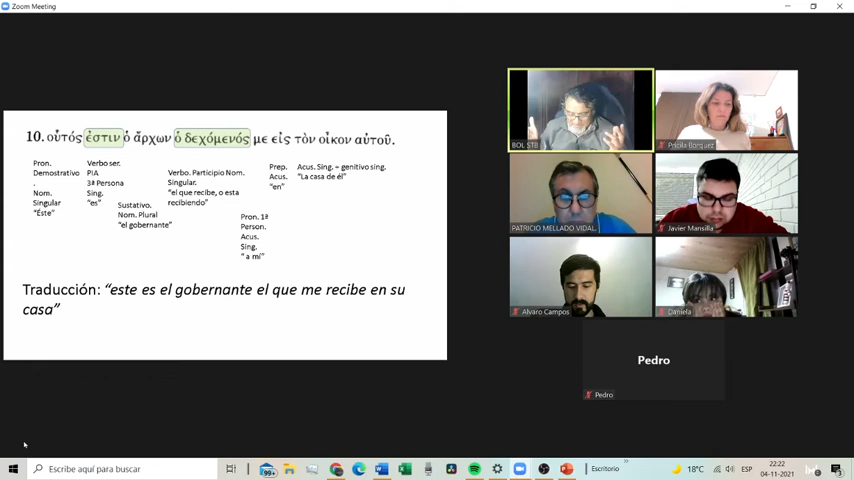 Zoom Meeting
10. οὗτός ἐστιν ὁ ἄρχων ὁ δεχόμενός με εἰς τὸν οἶκον αὐτοῦ.
Pron.
Demostrativo
.
Nom.
Singular
“Éste”
Verbo ser.
PIA
3ª Persona
Sing.
“es”
Sustativo.
Nom. Plural
“el gobernante”
Verbo. Participio Nom.
Singular.
“el que recibe, o esta
recibiendo”
Pron. 1ª
Person.
Acus.
Sing.
“ a mí”
Prep.
Acus.
“en”
Acus. Sing. + genitivo sing.
“La casa de él”
Traducción: “este es el gobernante el que me recibe en su
casa”
BOL STB
Priscila Bórquez
PATRICIO MELLADO VIDAL.
Javier Mansilla
Alvaro Campos
Daniela
Pedro
Pedro
Escribe aquí para buscar
99+
Escritorio
18°C
ESP
22:22
04-11-2021